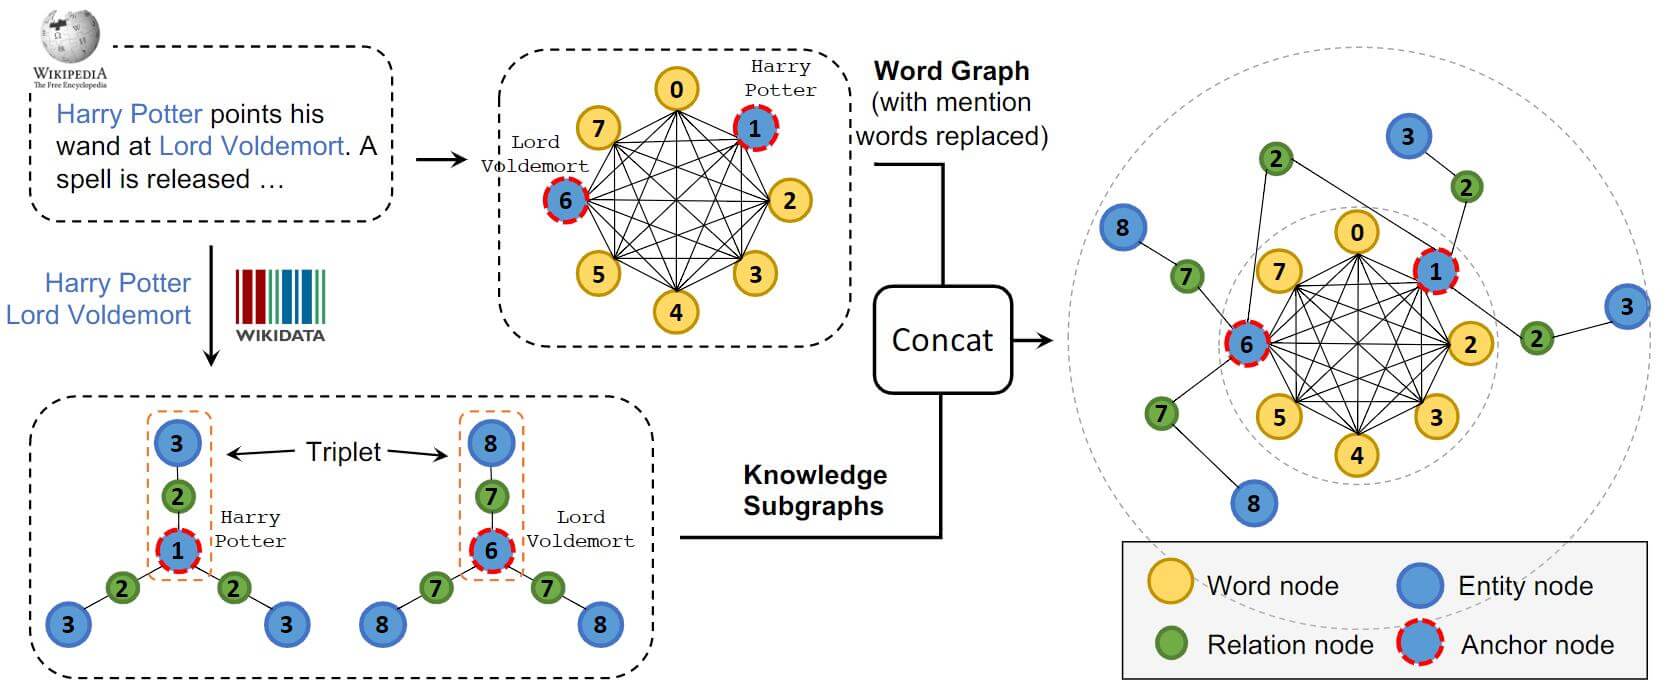 WIKIPEDIA
The Free Encyclopedia
Harry Potter points his
wand at Lord Voldemort. A
spell is released …
Harry Potter
Lord Voldemort
WIKIDATA
Harry
Potter
Lord
Voldemort
0
7
1
6
2
5
3
4
Word Graph
(with mention
words replaced)
Concat
Triplet
3
2
1
Harry
Potter
2
2
3
3
8
7
6
Lord
Voldemort
7
7
8
8
Knowledge
Subgraphs
3
2
2
8
0
7
7
1
3
6
2
2
7
5
3
4
8
Word node
Entity node
Relation node
Anchor node